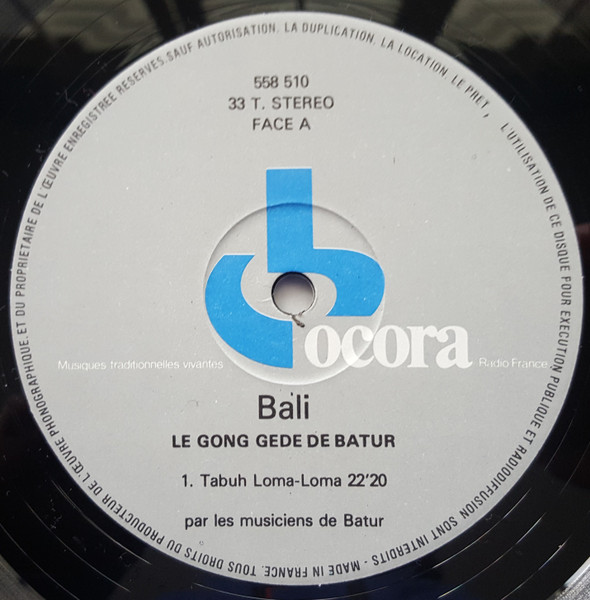 TOUS DROITS DU PRODUCTEUR DE L'ŒUVRE PHONOGRAPHIQUE.ET DU PROPRIETAIRE DE L'ŒUVRE ENREGISTREE RESERVES.SAUF AUTORISATION. LA DUPLICATION. LA LOCATION. LE PRET, L'UTILISATION DE CE DISQUE POUR EXECUTION PUBLIQUE ET RADIODIFFUSION SONT INTERDITS - MADE IN FRANCE.
558 510
33 T. STEREO
FACE A
ocora
Musiques traditionnelles vivantes
Radio France
Bali
LE GONG GEDE DE BATUR
1. Tabuh Loma-Loma 22'20
par les musiciens de Batur